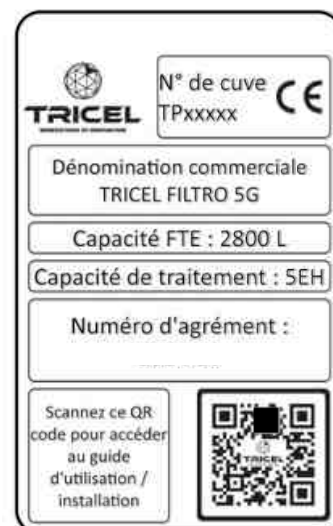 TRICEL
N° de cuve
TPxxxxx
CE
Dénomination commerciale
TRICEL FILTRO 5G
Capacité FTE : 2800 L
Capacité de traitement : 5EH
Numéro d'agrément :
Scannez ce QR
code pour accéder
au guide
d'utilisation /
installation
TRICEL